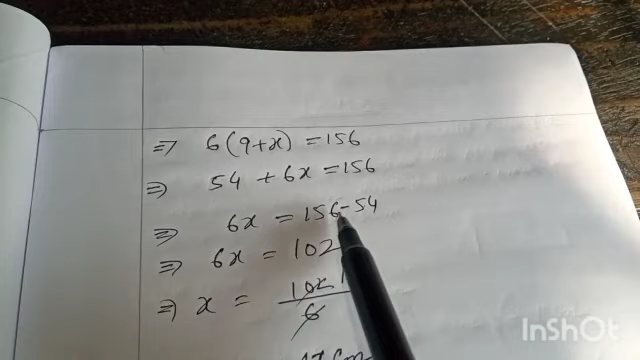 ⇒ 6(9+x) = 156
⇒ 54 + 6x = 156
⇒ 6x = 156-54
⇒ 6x = 102
⇒ x = 102/6
InShOt